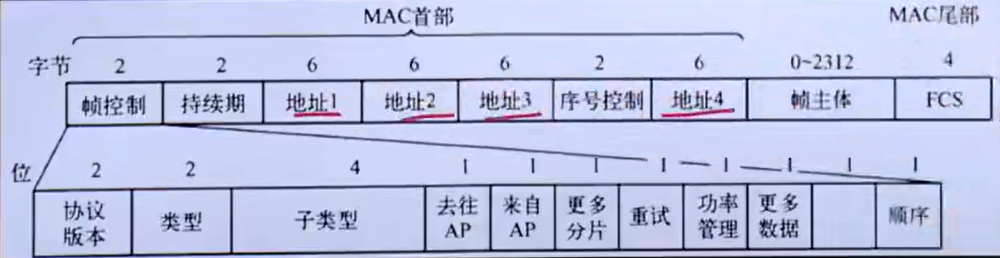 MAC首部 MAC尾部
字节 2 2 6 6 6 2 6 0~2312 4
帧控制 持续期 地址1 地址2 地址3 序号控制 地址4 帧主体 FCS
位 2 2 4 1 1 1 1 1 1 1 1
协议版本 类型 子类型 去往AP 来自AP 更多分片 重试 功率管理 更多数据 顺序